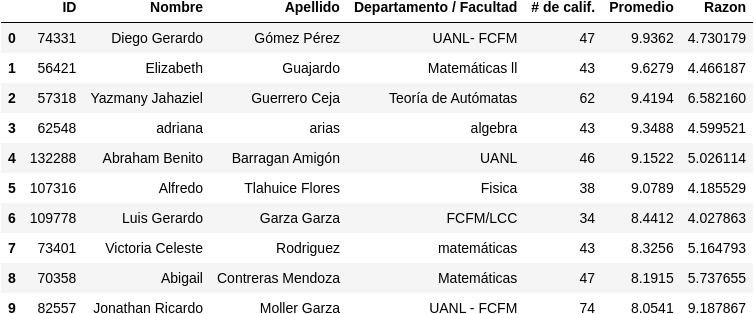 ID Nombre Apellido Departamento / Facultad # de calif. Promedio Razon
0 74331 Diego Gerardo Gómez Pérez UANL- FCFM 47 9.9362 4.730179
1 56421 Elizabeth Guajardo Matemáticas ll 43 9.6279 4.466187
2 57318 Yazmany Jahaziel Guerrero Ceja Teoría de Autómatas 62 9.4194 6.582160
3 62548 adriana arias algebra 43 9.3488 4.599521
4 132288 Abraham Benito Barragan Amigón UANL 46 9.1522 5.026114
5 107316 Alfredo Tlahuice Flores Fisica 38 9.0789 4.185529
6 109778 Luis Gerardo Garza Garza FCFM/LCC 34 8.4412 4.027863
7 73401 Victoria Celeste Rodriguez matemáticas 43 8.3256 5.164793
8 70358 Abigail Contreras Mendoza Matemáticas 47 8.1915 5.737655
9 82557 Jonathan Ricardo Moller Garza UANL - FCFM 74 8.0541 9.187867